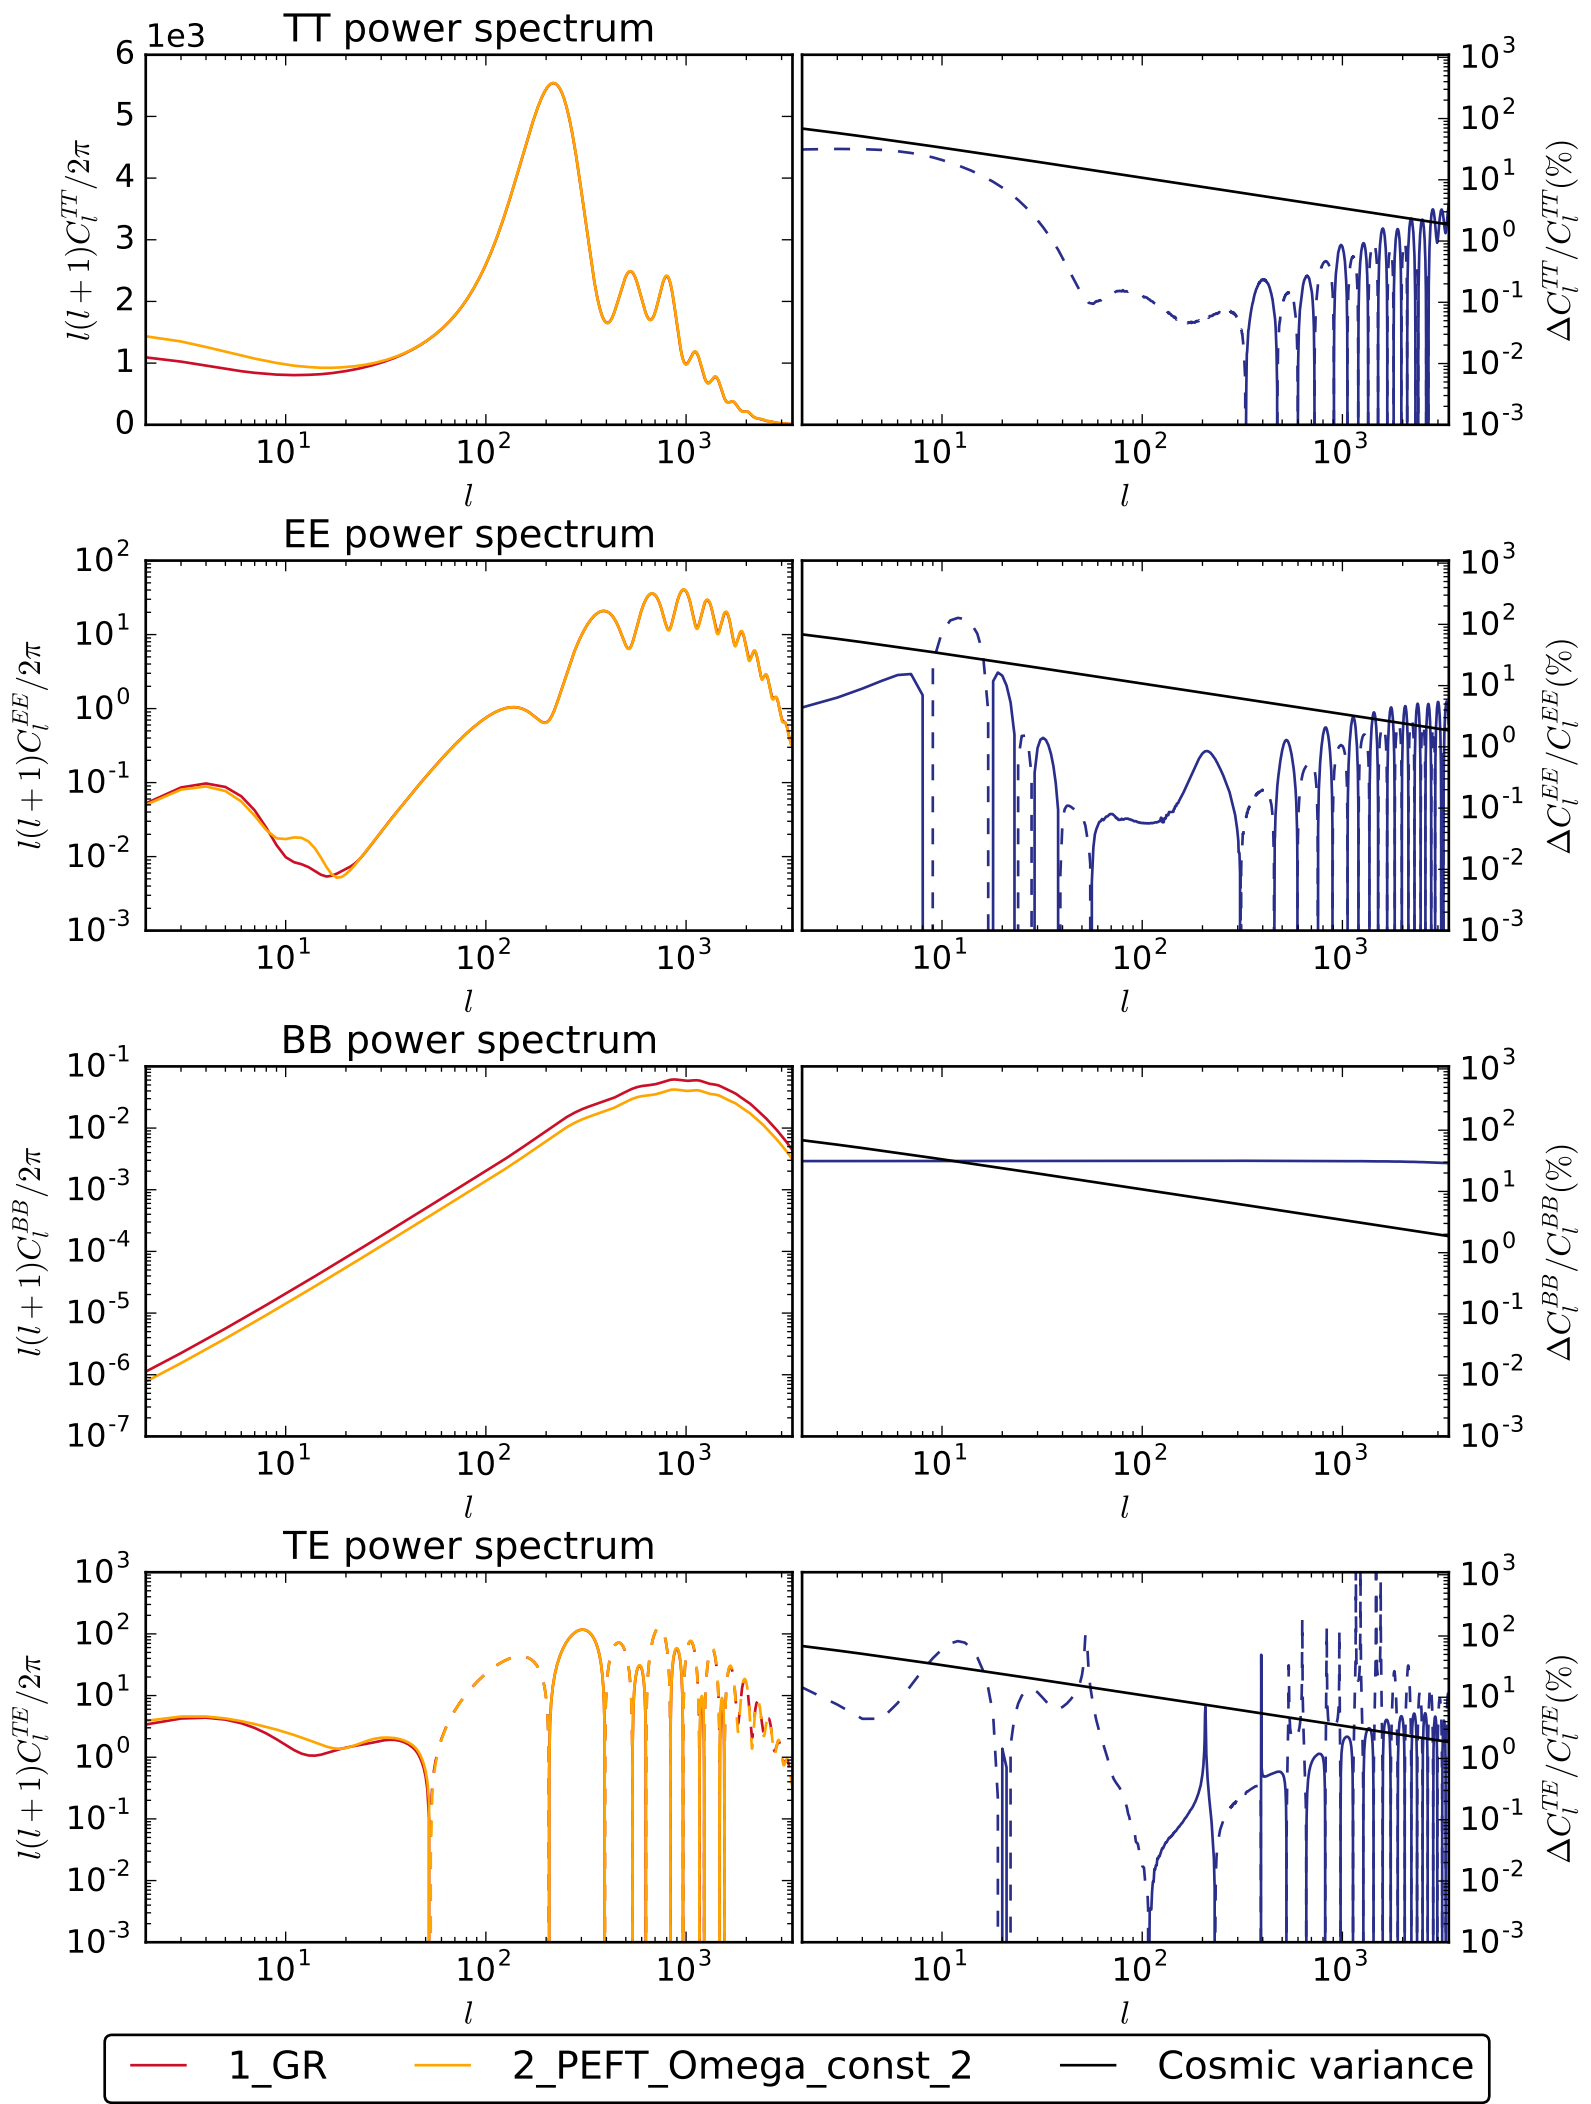 TT power spectrum
1e3
6
5
4
3
2
1
0
l(l+1)C_l^{TT}/2π
10^1 10^2 10^3
l
10^3
10^2
10^1
10^0
10^-1
10^-2
10^-3
ΔC_l^{TT}/C_l^{TT}(%)
10^1 10^2 10^3
l
EE power spectrum
10^2
10^1
10^0
10^-1
10^-2
10^-3
l(l+1)C_l^{EE}/2π
10^1 10^2 10^3
l
10^3
10^2
10^1
10^0
10^-1
10^-2
10^-3
ΔC_l^{EE}/C_l^{EE}(%)
10^1 10^2 10^3
l
BB power spectrum
10^-1
10^-2
10^-3
10^-4
10^-5
10^-6
10^-7
l(l+1)C_l^{BB}/2π
10^1 10^2 10^3
l
10^3
10^2
10^1
10^0
10^-1
10^-2
10^-3
ΔC_l^{BB}/C_l^{BB}(%)
10^1 10^2 10^3
l
TE power spectrum
10^3
10^2
10^1
10^0
10^-1
10^-2
10^-3
l(l+1)C_l^{TE}/2π
10^1 10^2 10^3
l
10^3
10^2
10^1
10^0
10^-1
10^-2
10^-3
ΔC_l^{TE}/C_l^{TE}(%)
10^1 10^2 10^3
l
1_GR 2_PEFT_Omega_const_2 Cosmic variance